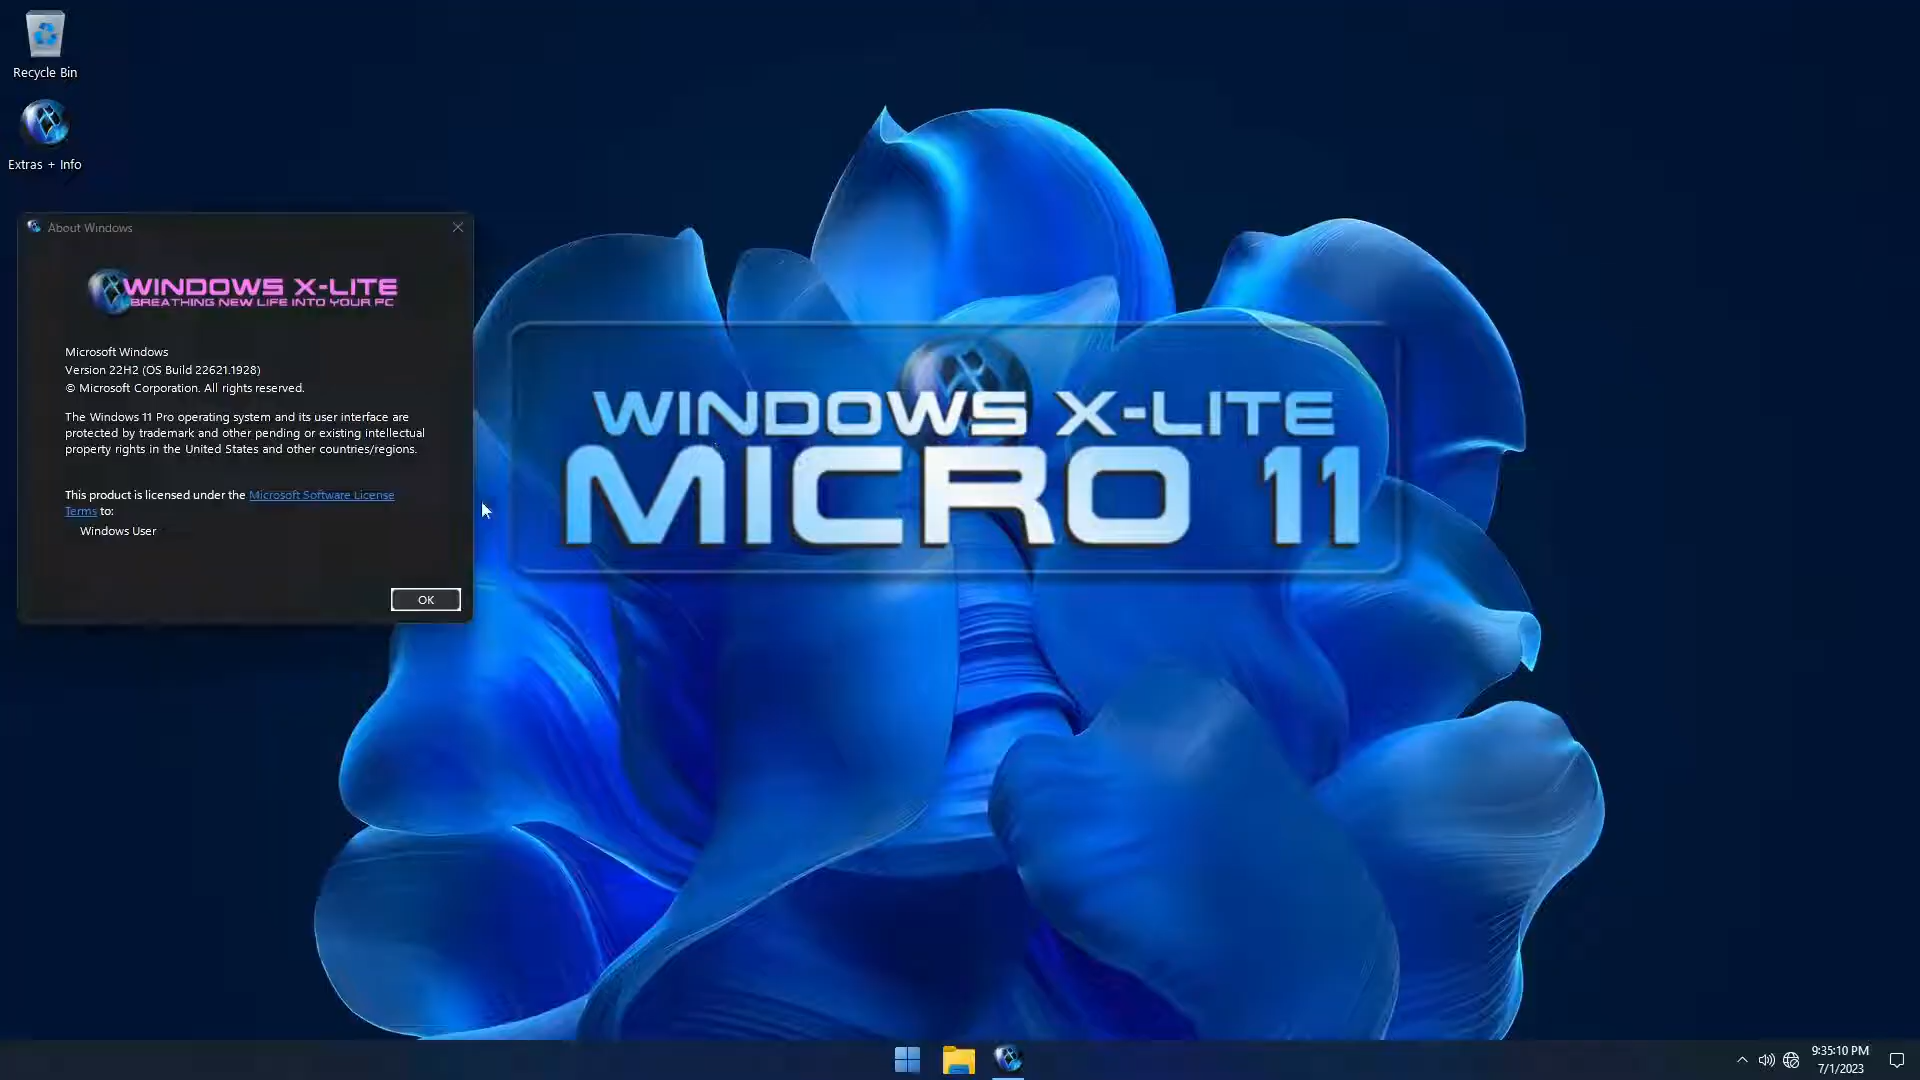 Recycle Bin
Extras + Info
About Windows
WINDOWS X-LITE
BREATHING NEW LIFE INTO YOUR PC
Microsoft Windows
Version 22H2 (OS Build 22621.1928)
© Microsoft Corporation. All rights reserved.
The Windows 11 Pro operating system and its user interface are
protected by trademark and other pending or existing intellectual
property rights in the United States and other countries/regions.
This product is licensed under the Microsoft Software License
Terms to:
Windows User
OK
WINDOWS X-LITE
MICRO 11
9:35:10 PM
7/1/2023